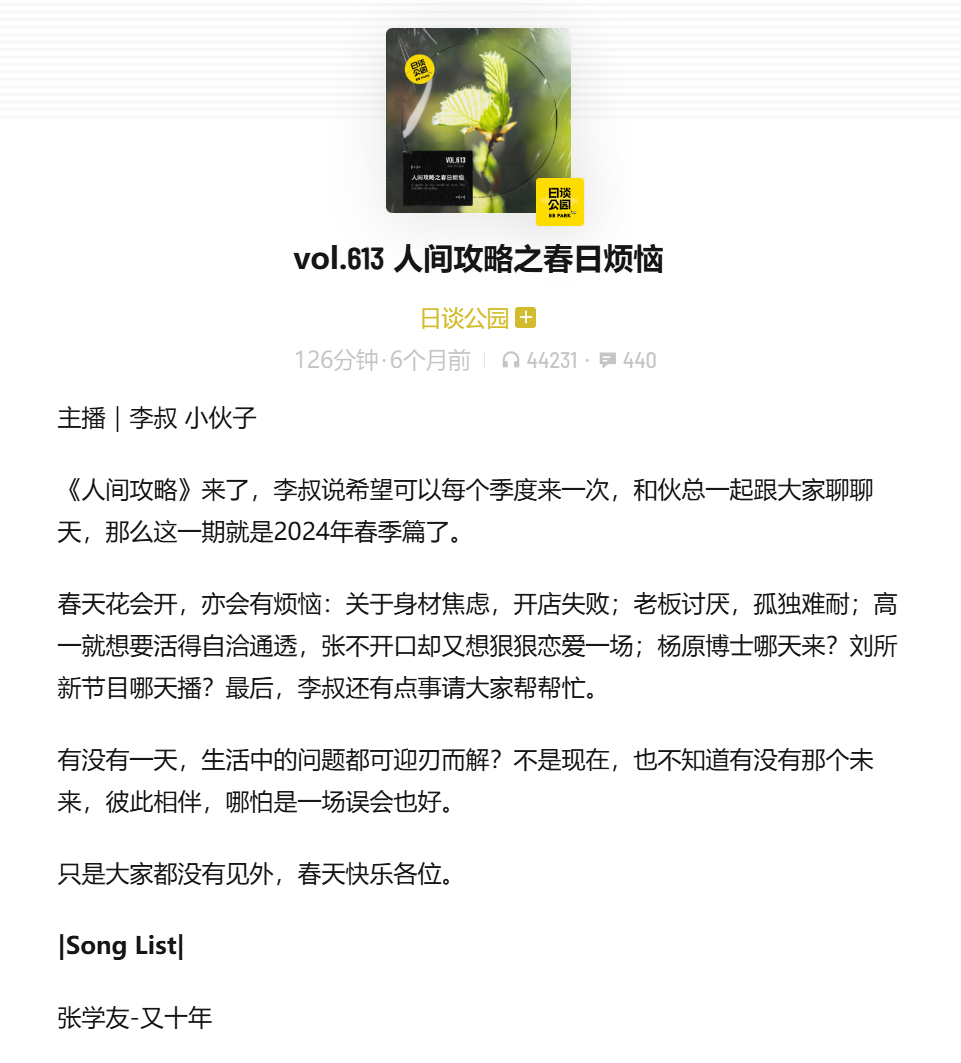 日谈
公园
BB PARK
VOL.613
人间攻略之春日烦恼
日谈
公园
BB PARK
vol.613 人间攻略之春日烦恼
日谈公园
126分钟·6个月前 44231 · 440
主播｜李叔 小伙子
《人间攻略》来了，李叔说希望可以每个季度来一次，和伙总一起跟大家聊聊
天，那么这一期就是2024年春季篇了。
春天花会开，亦会有烦恼：关于身材焦虑，开店失败；老板讨厌，孤独难耐；高
一就想要活得自洽通透，张不开口却又想狠狠恋爱一场；杨原博士哪天来？刘所
新节目哪天播？最后，李叔还有点事请大家帮帮忙。
有没有一天，生活中的问题都可迎刃而解？不是现在，也不知道有没有那个未
来，彼此相伴，哪怕是一场误会也好。
只是大家都没有见外，春天快乐各位。
|Song List|
张学友-又十年